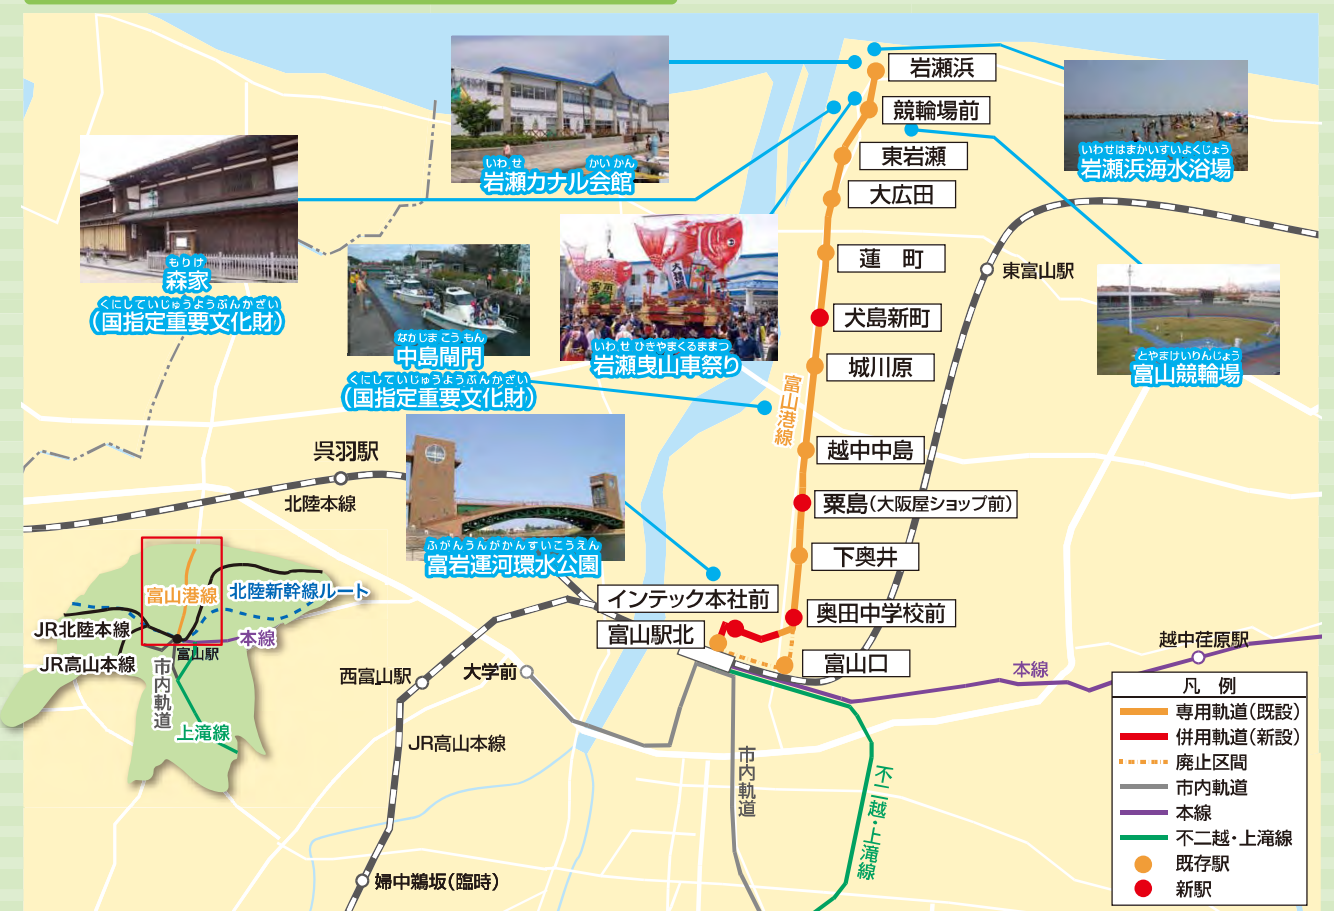 岩瀬浜
競輪場前
東岩瀬
大広田
蓮 町
犬島新町
城川原
越中中島
粟島(大阪屋ショップ前)
下奥井
奥田中学校前
インテック本社前
富山駅北
富山口
富山港線
いわ せ かい かん
岩瀬カナル会館
いわせはまかいすいよくじょう
岩瀬浜海水浴場
もり け
森家
くにしていじゅうようぶんかざい
(国指定重要文化財)
なかじま こう もん
中島閘門
くにしていじゅうようぶんかざい
(国指定重要文化財)
いわ せ ひきやまくるままつ
岩瀬曳山車祭り
とやまけいりんじょう
富山競輪場
ふがんうんがかんすいこうえん
富岩運河環水公園
東富山駅
呉羽駅
北陸本線
西富山駅
大学前
JR高山本線
婦中鵜坂(臨時)
市内軌道
不二越・上滝線
本線
越中荏原駅
富山港線
北陸新幹線ルート
JR北陸本線
JR高山本線
本線
富山駅
市内軌道
上滝線
凡 例
専用軌道(既設)
併用軌道(新設)
廃止区間
市内軌道
本線
不二越・上滝線
既存駅
新駅